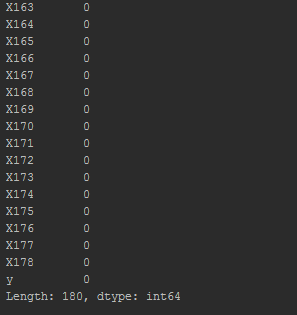 X163 0
X164 0
X165 0
X166 0
X167 0
X168 0
X169 0
X170 0
X171 0
X172 0
X173 0
X174 0
X175 0
X176 0
X177 0
X178 0
y 0
Length: 180, dtype: int64